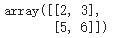 array([[2, 3],
       [5, 6]])